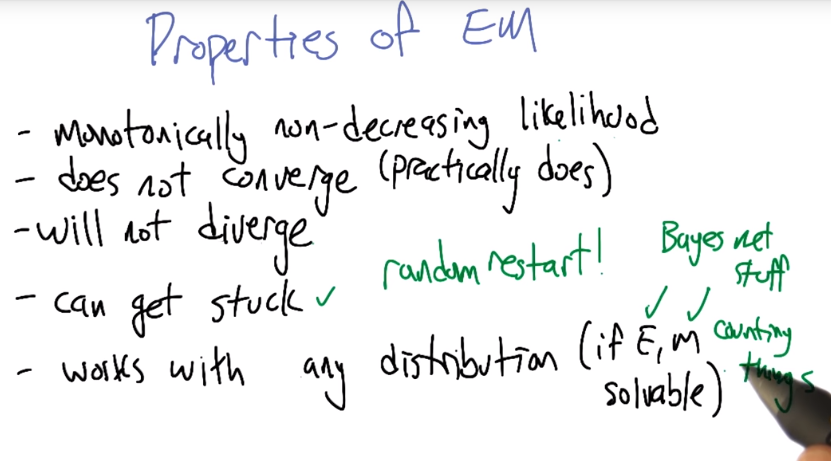 Properties of EM
- monotonically non-decreasing likelihood
- does not converge (practically does)
- will not diverge
random restart!
Bayes net
stuff
- can get stuck ✓
✓ ✓
- works with any distribution (if E, M
solvable)
counting
things